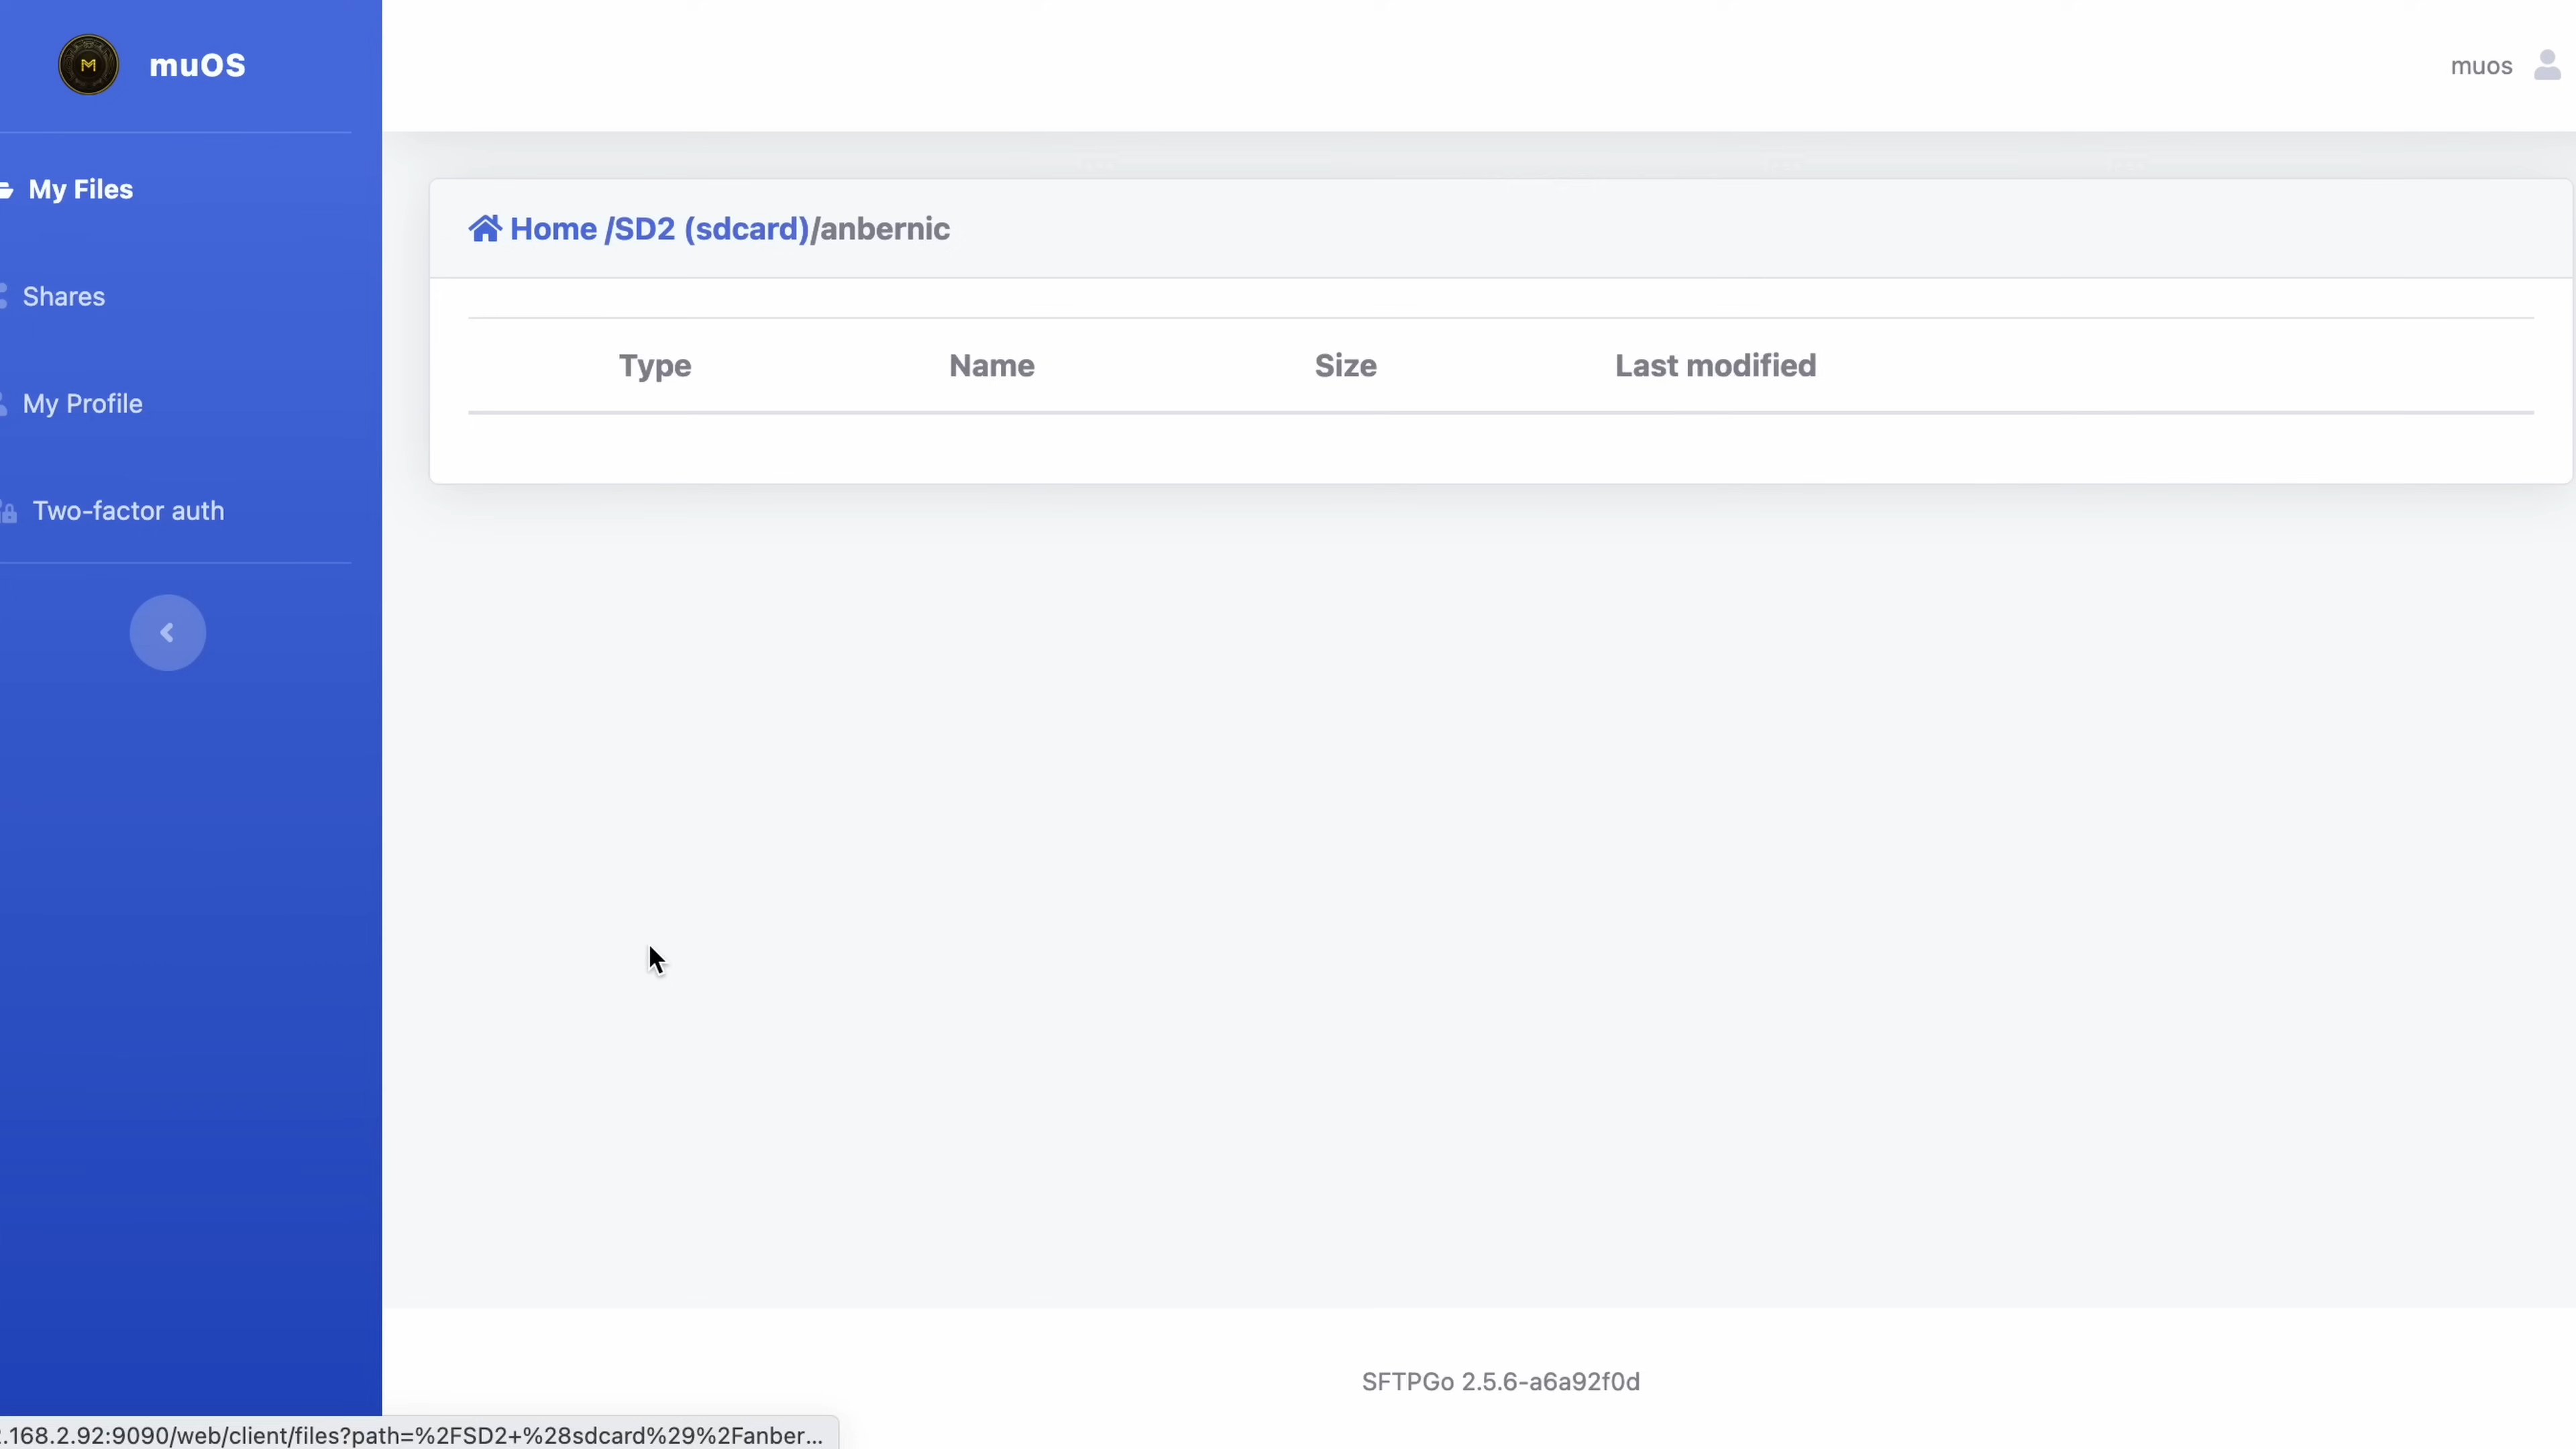 muOS
muos
My Files
Shares
My Profile
Two-factor auth
Home /SD2 (sdcard)/anbernic
Type Name Size Last modified
SFTPGo 2.5.6-a6a92f0d
.168.2.92:9090/web/client/files?path=%2FSD2+%28sdcard%29%2Fanber...